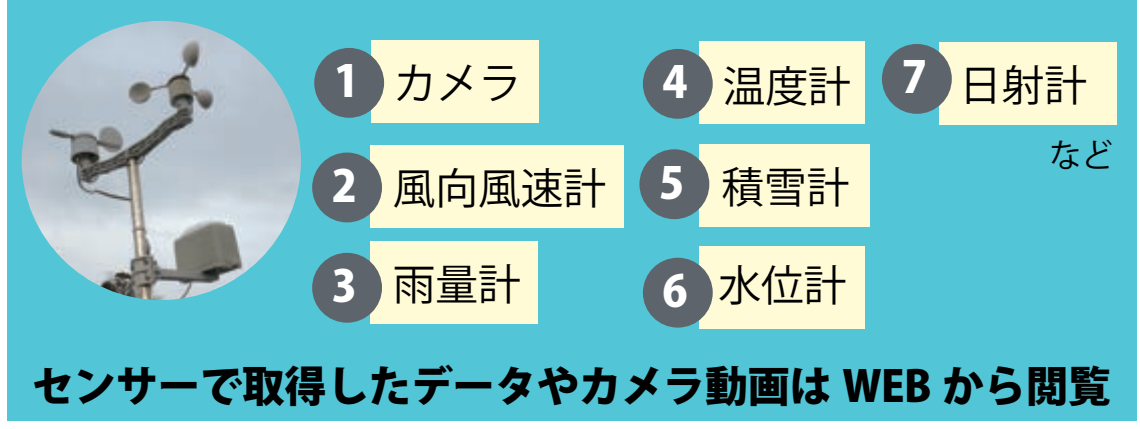 1 カメラ
2 風向風速計
3 雨量計
4 温度計
5 積雪計
6 水位計
7 日射計
など
センサーで取得したデータやカメラ動画は WEB から閲覧